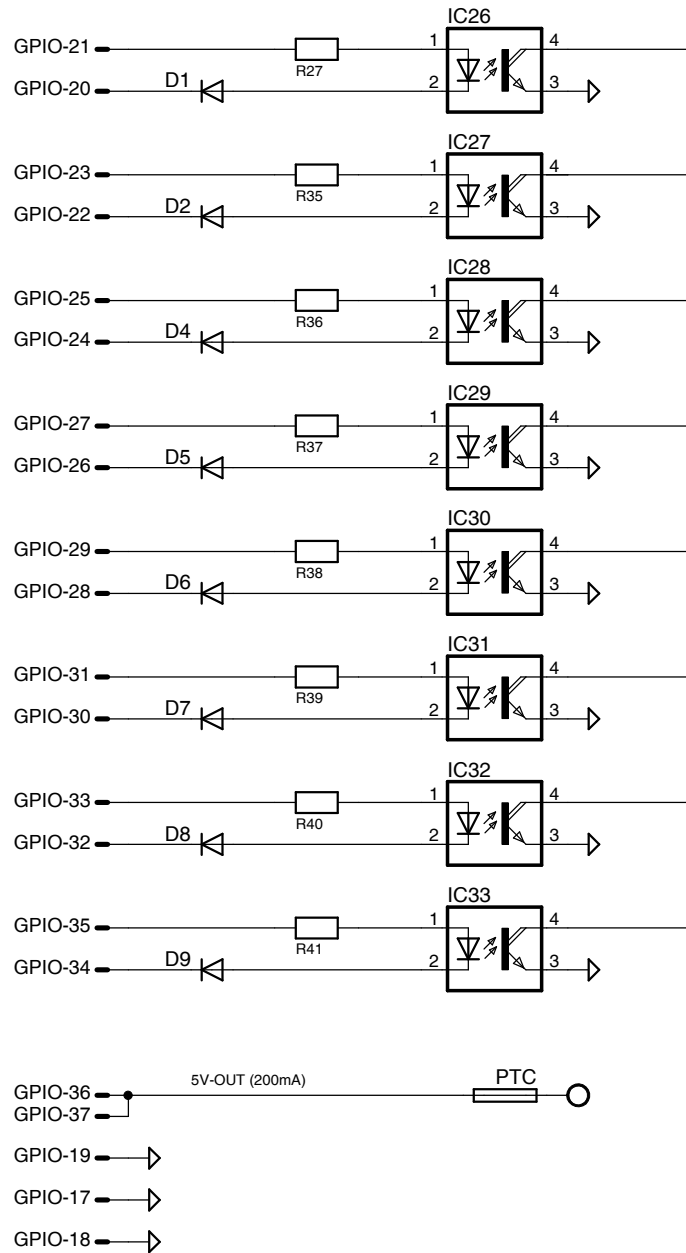 IC26
GPIO-21 R27 1 4
GPIO-20 D1 2 3
IC27
GPIO-23 R35 1 4
GPIO-22 D2 2 3
IC28
GPIO-25 R36 1 4
GPIO-24 D4 2 3
IC29
GPIO-27 R37 1 4
GPIO-26 D5 2 3
IC30
GPIO-29 R38 1 4
GPIO-28 D6 2 3
IC31
GPIO-31 R39 1 4
GPIO-30 D7 2 3
IC32
GPIO-33 R40 1 4
GPIO-32 D8 2 3
IC33
GPIO-35 R41 1 4
GPIO-34 D9 2 3
GPIO-36 5V-OUT (200mA) PTC
GPIO-37
GPIO-19
GPIO-17
GPIO-18